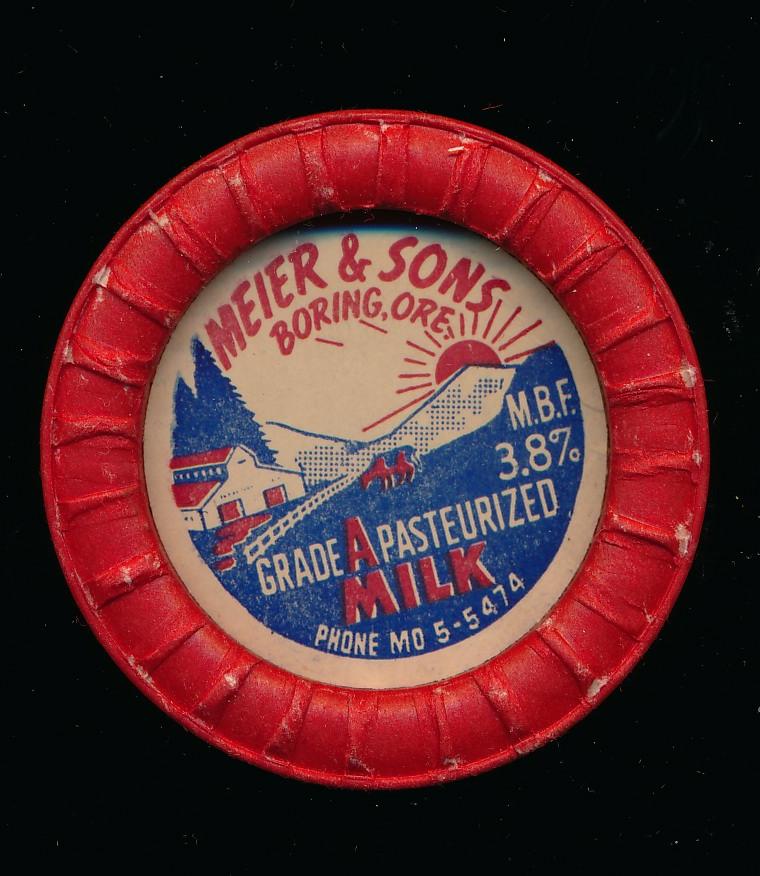 MEIER & SONS
BORING, ORE.
M.B.F.
3.8%
GRADE A PASTEURIZED
MILK
PHONE MO 5-5474